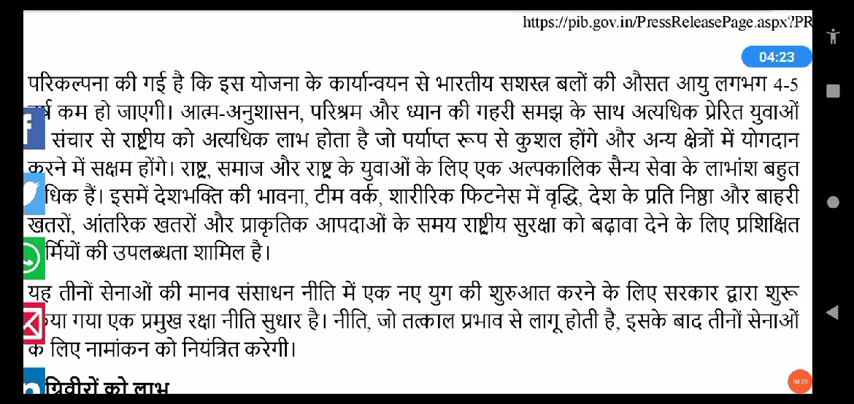 https://pib.gov.in/PressReleasePage.aspx?PR
04:23
परिकल्पना की गई है कि इस योजना के कार्यान्वयन से भारतीय सशस्त्र बलों की औसत आयु लगभग 4-5
कम हो जाएगी। आत्म-अनुशासन, परिश्रम और ध्यान की गहरी समझ के साथ अत्यधिक प्रेरित युवाओं
संचार से राष्ट्रीय को अत्यधिक लाभ होता है जो पर्याप्त रूप से कुशल होंगे और अन्य क्षेत्रों में योगदान
करने में सक्षम होंगे। राष्ट्र, समाज और राष्ट्र के युवाओं के लिए एक अल्पकालिक सैन्य सेवा के लाभांश बहुत
हैं। इसमें देशभक्ति की भावना, टीम वर्क, शारीरिक फिटनेस में वृद्धि, देश के प्रति निष्ठा और बाहरी
खतरों, आंतरिक खतरों और प्राकृतिक आपदाओं के समय राष्ट्रीय सुरक्षा को बढ़ावा देने के लिए प्रशिक्षित
की उपलब्धता शामिल है।
यह तीनों सेनाओं की मानव संसाधन नीति में एक नए युग की शुरुआत करने के लिए सरकार द्वारा शुरू
गया एक प्रमुख रक्षा नीति सुधार है। नीति, जो तत्काल प्रभाव से लागू होती है, इसके बाद तीनों सेनाओं
के लिए नामांकन को नियंत्रित करेगी।
को लाभ